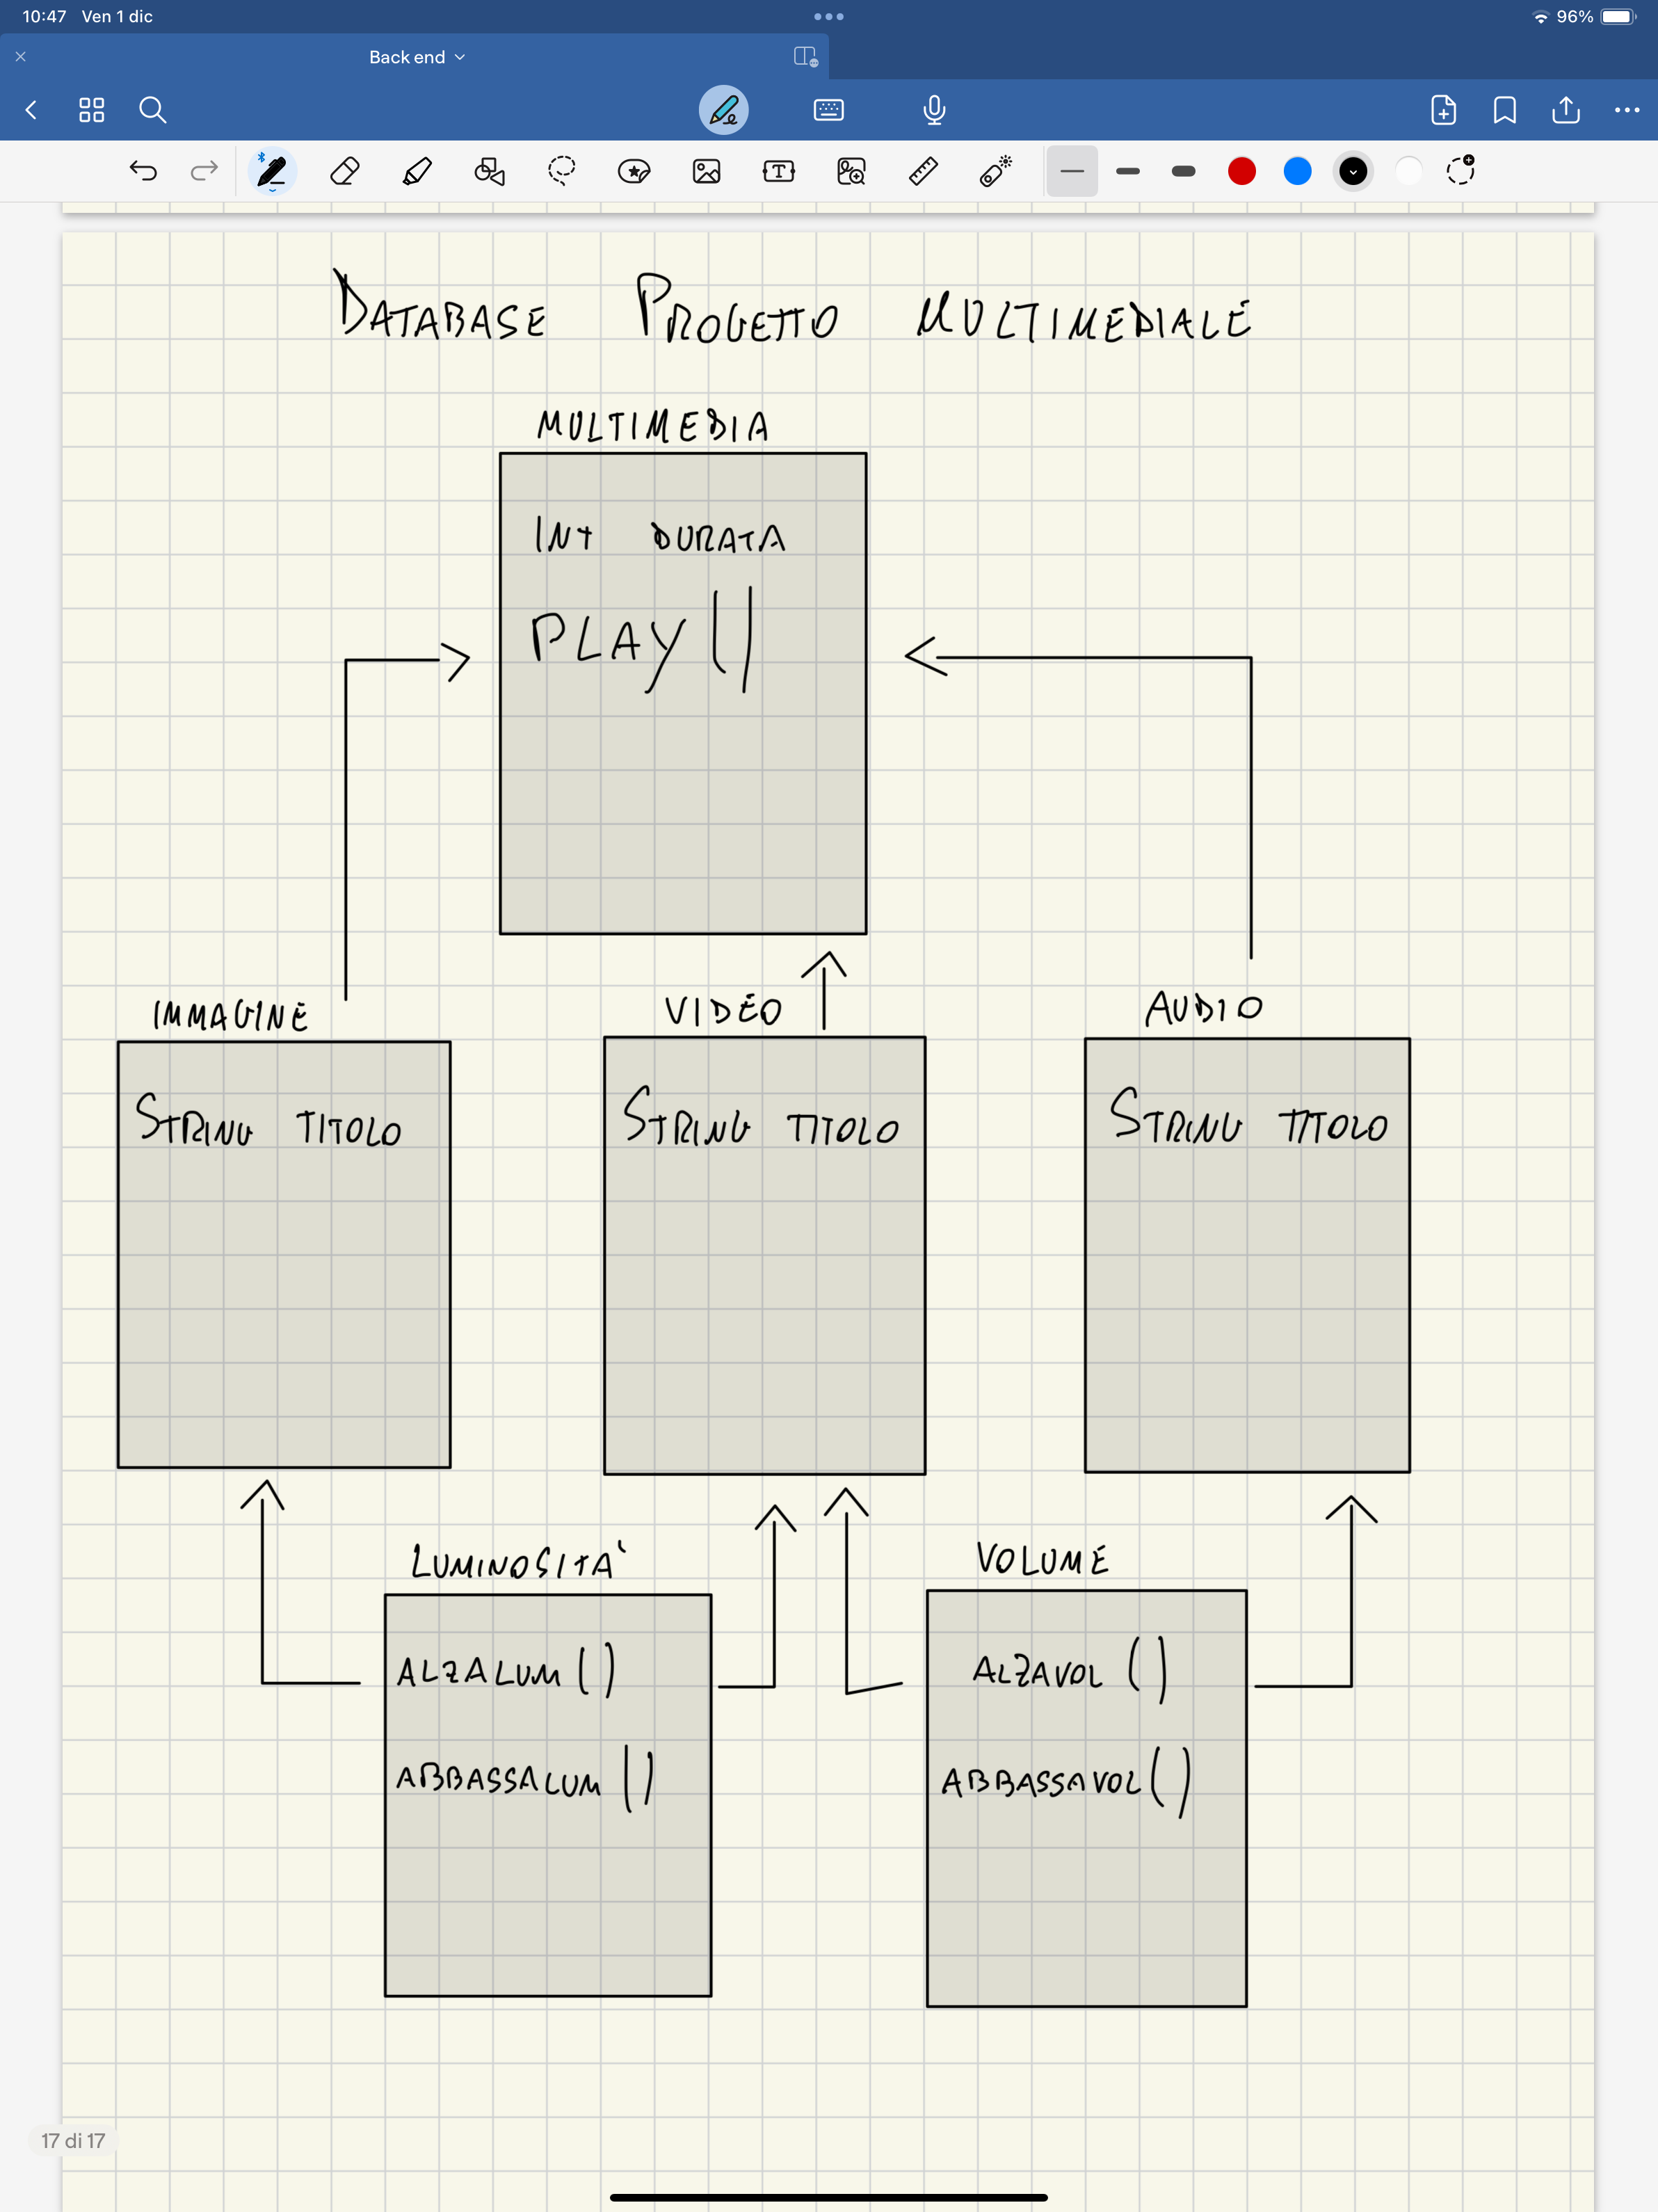 10:47 Ven 1 dic
96%
Back end
DATABASE PROGETTO MULTIMEDIALE
MULTIMEDIA
INT DURATA
PLAY ()
IMMAGINE
VIDEO
AUDIO
STRING TITOLO
STRING TITOLO
STRING TITOLO
LUMINOSITA'
VOLUME
ALZALUM ()
ALZAVOL ()
ABBASSALUM ()
ABBASSAVOL ()
17 di 17